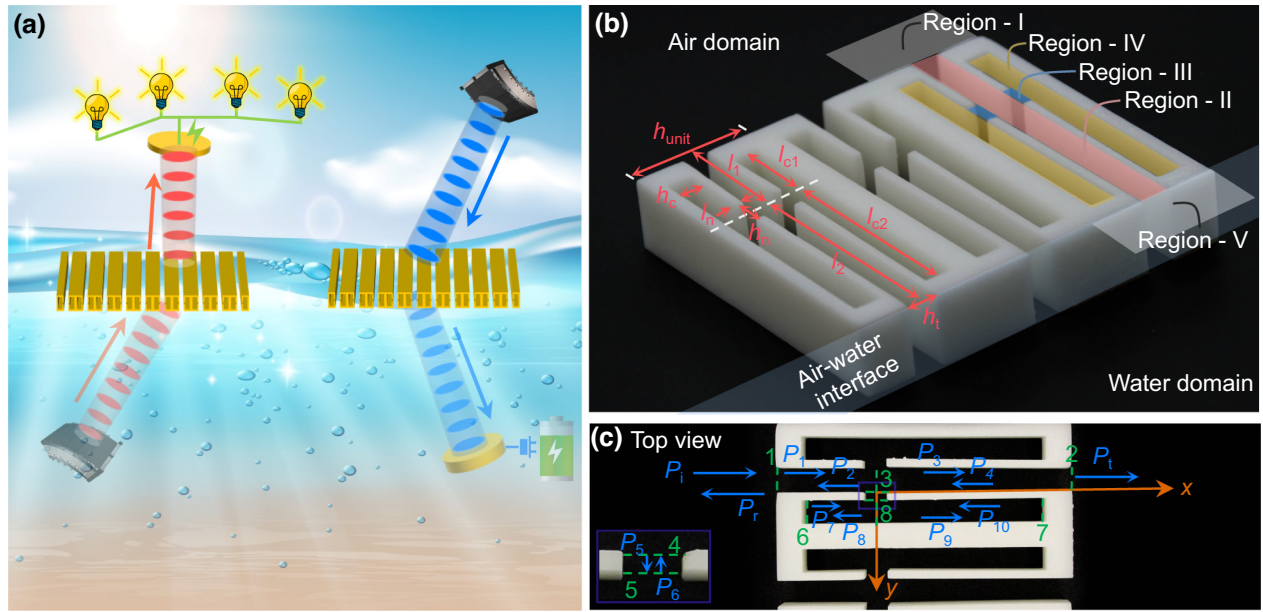 (a)
(b)
Air domain
Region - I
Region - IV
Region - III
Region - II
Region - V
h_unit
l_1
l_c1
h_c
l_n
h_n
l_c2
l_2
h_t
Air-water
interface
Water domain
(c) Top view
P_i
1
P_1
P_2
P_3
P_4
2
P_t
3
x
P_r
8
6
P_7
P_8
P_9
P_10
7
P_5
4
5
P_6
y